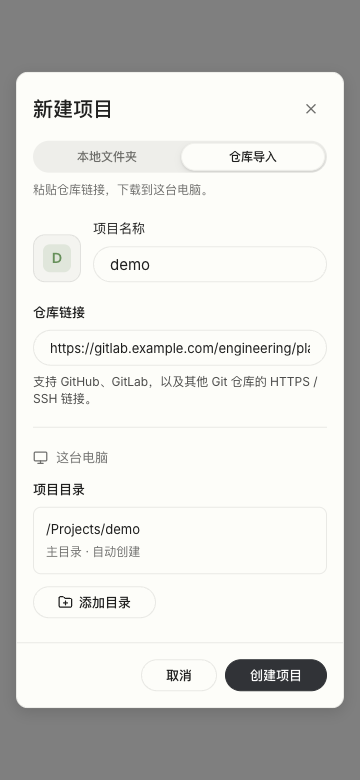 新建项目
本地文件夹
仓库导入
粘贴仓库链接，下载到这台电脑。
项目名称
D
demo
仓库链接
https://gitlab.example.com/engineering/pla
支持 GitHub、GitLab，以及其他 Git 仓库的 HTTPS /
SSH 链接。
这台电脑
项目目录
/Projects/demo
主目录 · 自动创建
添加目录
取消
创建项目